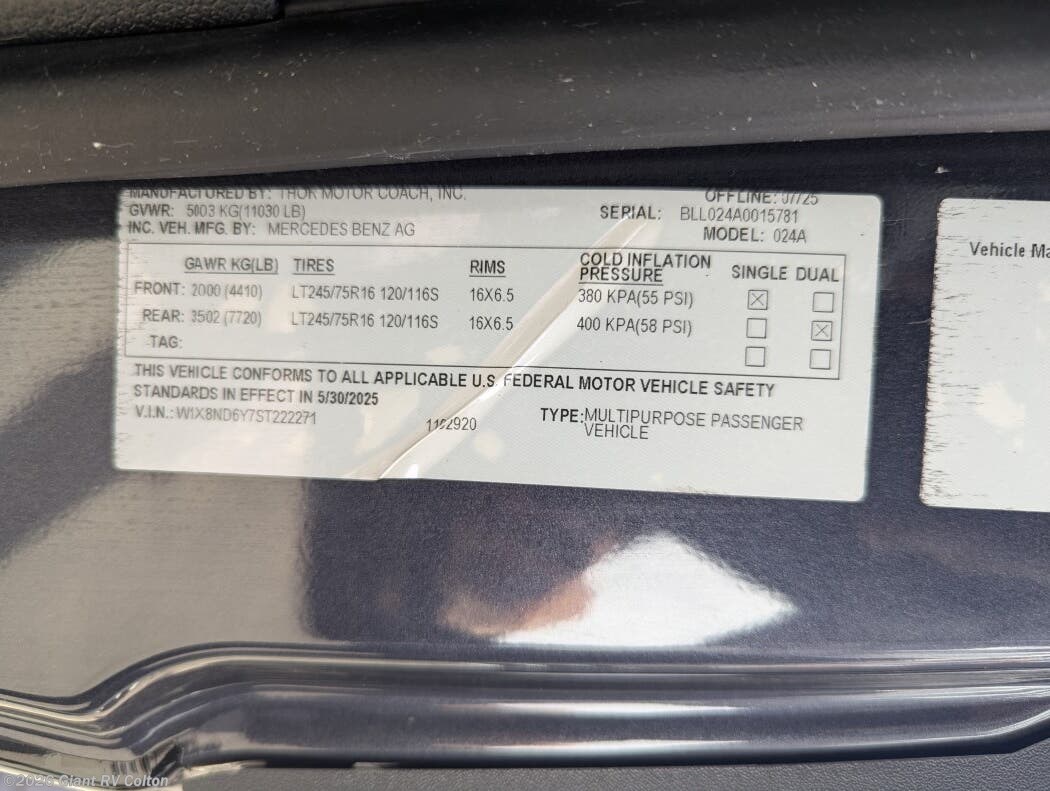 MANUFACTURED BY: THOR MOTOR COACH, INC.
OFFLINE: 07/25
GVWR: 5003 KG(11030 LB)
SERIAL: BLL024A0015781
INC. VEH. MFG. BY: MERCEDES BENZ AG
MODEL: 024A
GAWR KG(LB) TIRES RIMS COLD INFLATION PRESSURE SINGLE DUAL
FRONT: 2000 (4410) LT245/75R16 120/116S 16X6.5 380 KPA(55 PSI)
REAR: 3502 (7720) LT245/75R16 120/116S 16X6.5 400 KPA(58 PSI)
TAG:
THIS VEHICLE CONFORMS TO ALL APPLICABLE U.S. FEDERAL MOTOR VEHICLE SAFETY
STANDARDS IN EFFECT IN 5/30/2025
V.I.N.: W1X8ND6Y7ST222271
TYPE: MULTIPURPOSE PASSENGER
VEHICLE
Vehicle Ma
©2026 Giant RV Colton